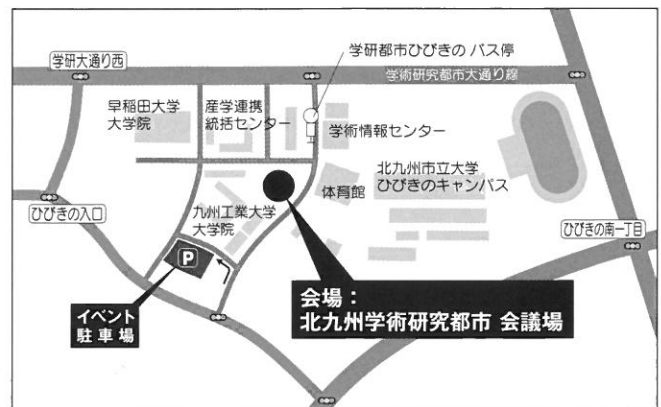 学研大通り西
学研都市ひびきの バス停
学術研究都市大通り線
早稲田大学
大学院
産学連携
統括センター
学術情報センター
北九州市立大学
ひびきのキャンパス
体育館
九州工業大学
大学院
ひびきの入口
ひびきの南一丁目
P
イベント
駐車場
会場：
北九州学術研究都市 会議場